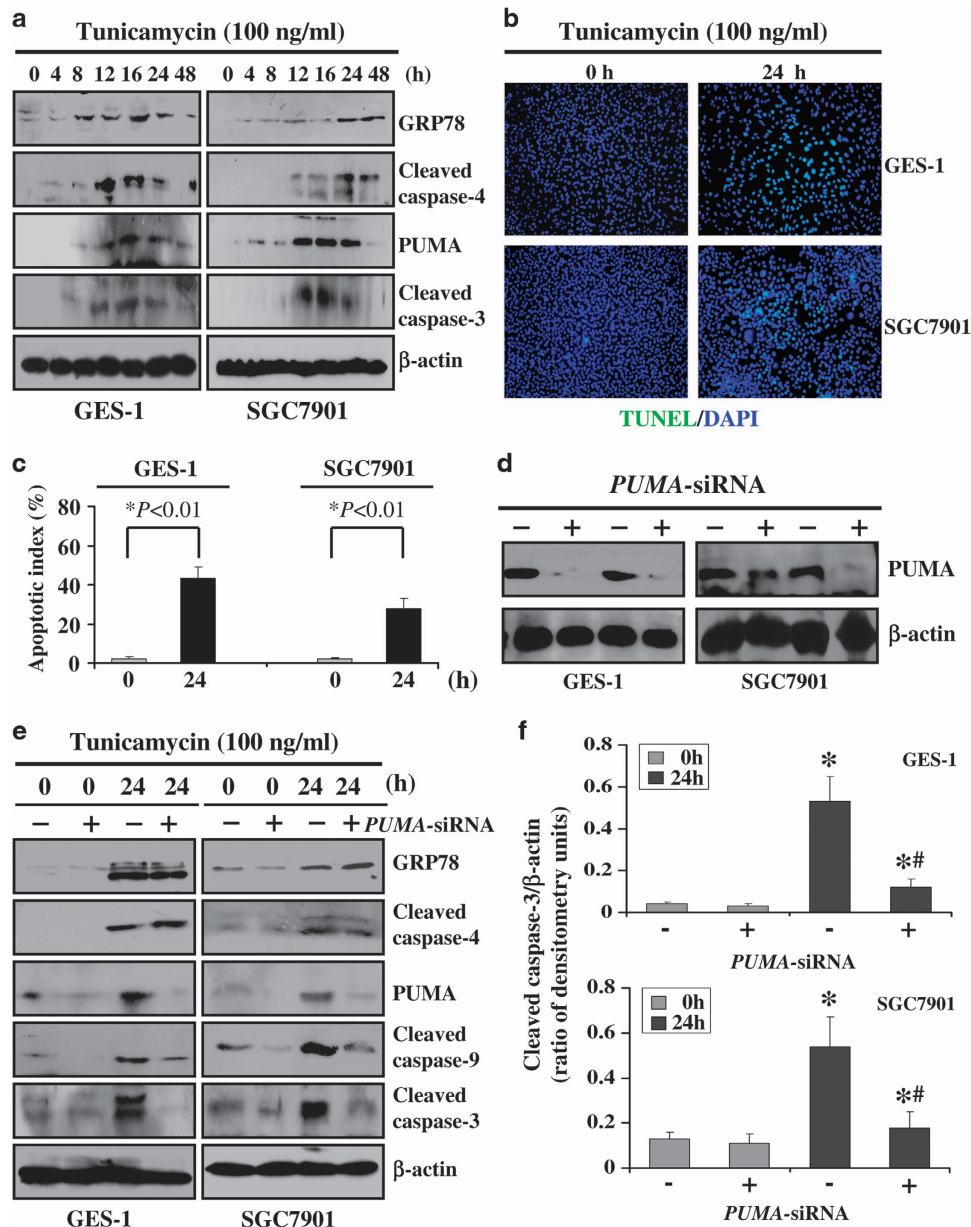 a
Tunicamycin (100 ng/ml)
0 4 8 12 16 24 48 (h) 0 4 8 12 16 24 48
GRP78
Cleaved
caspase-4
PUMA
Cleaved
caspase-3
β-actin
GES-1 SGC7901
b
Tunicamycin (100 ng/ml)
0 h 24 h
GES-1
SGC7901
TUNEL/DAPI
c
GES-1 SGC7901
*P<0.01 *P<0.01
Apoptotic index (%)
80
60
40
20
0
0 24 0 24 (h)
d
PUMA-siRNA
– + – + – + – +
PUMA
β-actin
GES-1 SGC7901
e
Tunicamycin (100 ng/ml)
0 0 24 24 (h) 0 0 24 24
– + – + – + – + PUMA-siRNA
GRP78
Cleaved
caspase-4
PUMA
Cleaved
caspase-9
Cleaved
caspase-3
β-actin
GES-1 SGC7901
f
Cleaved caspase-3/β-actin
(ratio of densitometry units)
0.8
0.6
0.4
0.2
0
0h
24h
GES-1
*
*#
- + - +
PUMA-siRNA
0.8
0.6
0.4
0.2
0
0h
24h
SGC7901
*
*#
- + - +
PUMA-siRNA